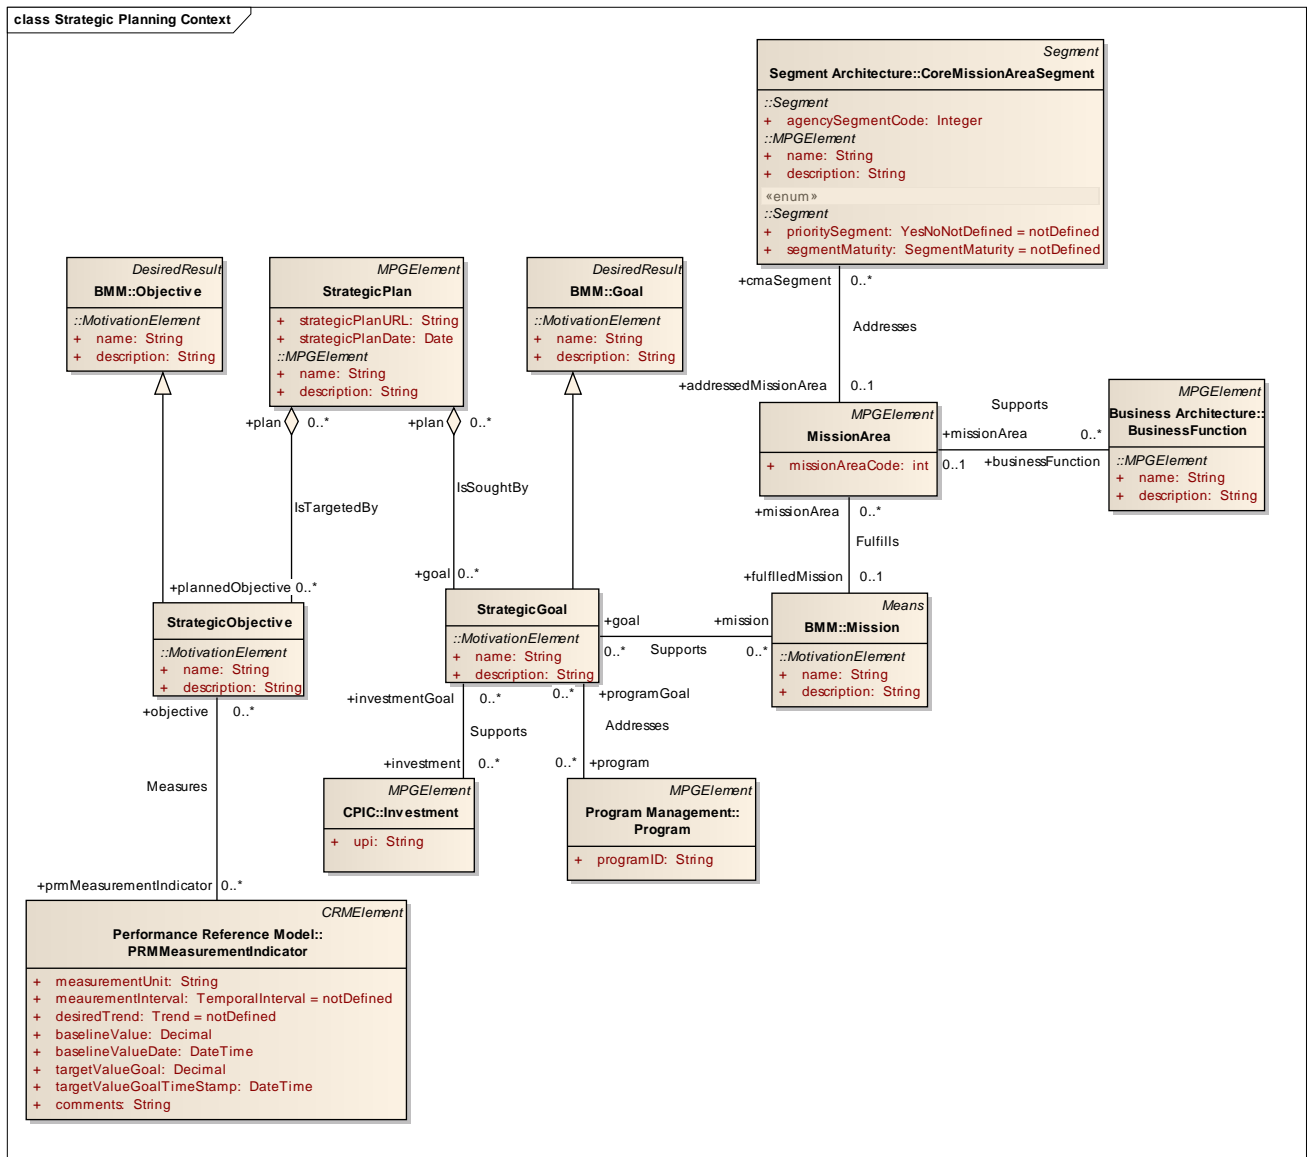 class Strategic Planning Context
Segment
Segment Architecture::CoreMissionAreaSegment
::Segment
+ agencySegmentCode: Integer
::MPGElement
+ name: String
+ description: String
«enum»
::Segment
+ prioritySegment: YesNoNotDefined = notDefined
+ segmentMaturity: SegmentMaturity = notDefined
+cmaSegment 0..*
Addresses
+addressedMissionArea 0..1
DesiredResult
BMM::Objective
::MotivationElement
+ name: String
+ description: String
MPGElement
StrategicPlan
+ strategicPlanURL: String
+ strategicPlanDate: Date
::MPGElement
+ name: String
+ description: String
DesiredResult
BMM::Goal
::MotivationElement
+ name: String
+ description: String
MPGElement
MissionArea
+ missionAreaCode: int
Supports
+missionArea 0..*
0..1 +businessFunction
MPGElement
Business Architecture::
BusinessFunction
::MPGElement
+ name: String
+ description: String
+plan 0..*
+plan 0..*
IsTargetedBy
IsSoughtBy
+plannedObjective 0..*
+goal 0..*
+missionArea 0..*
Fulfills
+fulflledMission 0..1
StrategicObjective
::MotivationElement
+ name: String
+ description: String
StrategicGoal
::MotivationElement
+ name: String
+ description: String
+goal +mission
0..* Supports 0..*
Means
BMM::Mission
::MotivationElement
+ name: String
+ description: String
+objective 0..*
Measures
+prmMeasurementIndicator 0..*
+investmentGoal 0..*
Supports
+investment 0..*
0..* +programGoal
Addresses
0..* +program
MPGElement
CPIC::Investment
+ upi: String
MPGElement
Program Management::
Program
+ programID: String
CRMElement
Performance Reference Model::
PRMMeasurementIndicator
+ measurementUnit: String
+ meaurementInterval: TemporalInterval = notDefined
+ desiredTrend: Trend = notDefined
+ baselineValue: Decimal
+ baselineValueDate: DateTime
+ targetValueGoal: Decimal
+ targetValueGoalTimeStamp: DateTime
+ comments: String